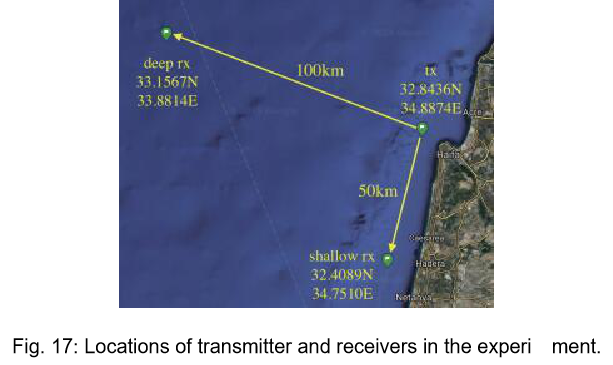 deep rx
33.1567N
33.8814E
100km
tx
32.8436N
34.8874E
Acre
Haifa
50km
Caesarea
shallow rx
32.4089N
34.7510E
Hadera
Netanya
Fig. 17: Locations of transmitter and receivers in the experi ment.